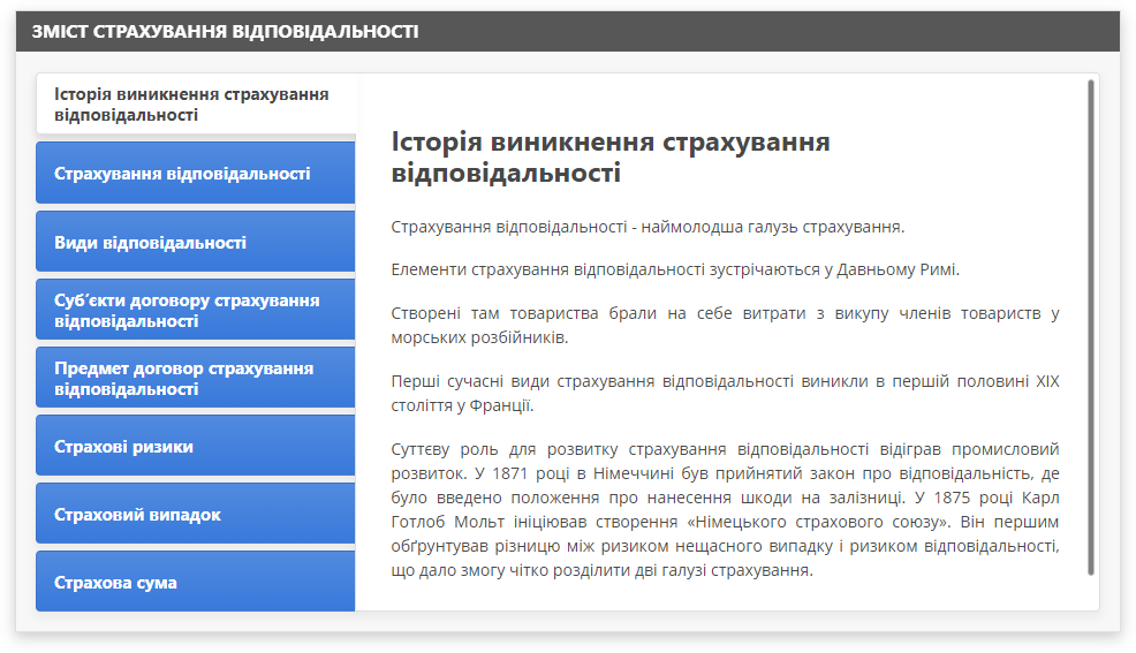 ЗМІСТ СТРАХУВАННЯ ВІДПОВІДАЛЬНОСТІ
Історія виникнення страхування
відповідальності
Страхування відповідальності
Види відповідальності
Суб′єкти договору страхування
відповідальності
Предмет договор страхування
відповідальності
Страхові ризики
Страховий випадок
Страхова сума
Історія виникнення страхування
відповідальності
Страхування відповідальності - наймолодша галузь страхування.
Елементи страхування відповідальності зустрічаються у Давньому Римі.
Створені там товариства брали на себе витрати з викупу членів товариств у
морських розбійників.
Перші сучасні види страхування відповідальності виникли в першій половині XIX
століття у Франції.
Суттєву роль для розвитку страхування відповідальності відіграв промисловий
розвиток. У 1871 році в Німеччині був прийнятий закон про відповідальність, де
було введено положення про нанесення шкоди на залізниці. У 1875 році Карл
Готлоб Мольт ініціював створення «Німецького страхового союзу». Він першим
обґрунтував різницю між ризиком нещасного випадку і ризиком відповідальності,
що дало змогу чітко розділити дві галузі страхування.